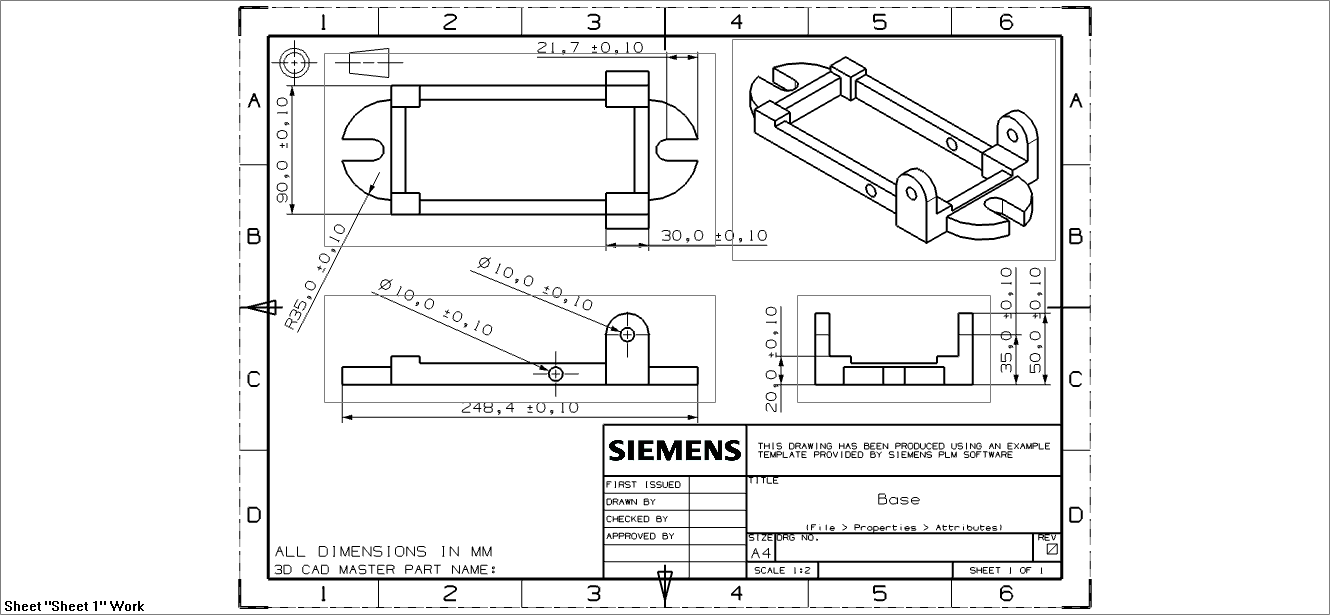 1 2 3 4 5 6
21,7 ±0,10
A A
90,0 ±0,10
B B
30,0 ±0,10
R35,0 ±0,10
Ø10,0 ±0,10
Ø10,0 ±0,10
20,0 ±0,10
35,0 ±0,10
50,0 ±0,10
C C
248,4 ±0,10
SIEMENS
THIS DRAWING HAS BEEN PRODUCED USING AN EXAMPLE
TEMPLATE PROVIDED BY SIEMENS PLM SOFTWARE
FIRST ISSUED
DRAWN BY
CHECKED BY
APPROVED BY
TITLE
Base
(File > Properties > Attributes)
D D
SIZE DRG NO. REV
A4
SCALE 1:2 SHEET 1 OF 1
ALL DIMENSIONS IN MM
3D CAD MASTER PART NAME:
1 2 3 4 5 6
Sheet "Sheet 1" Work